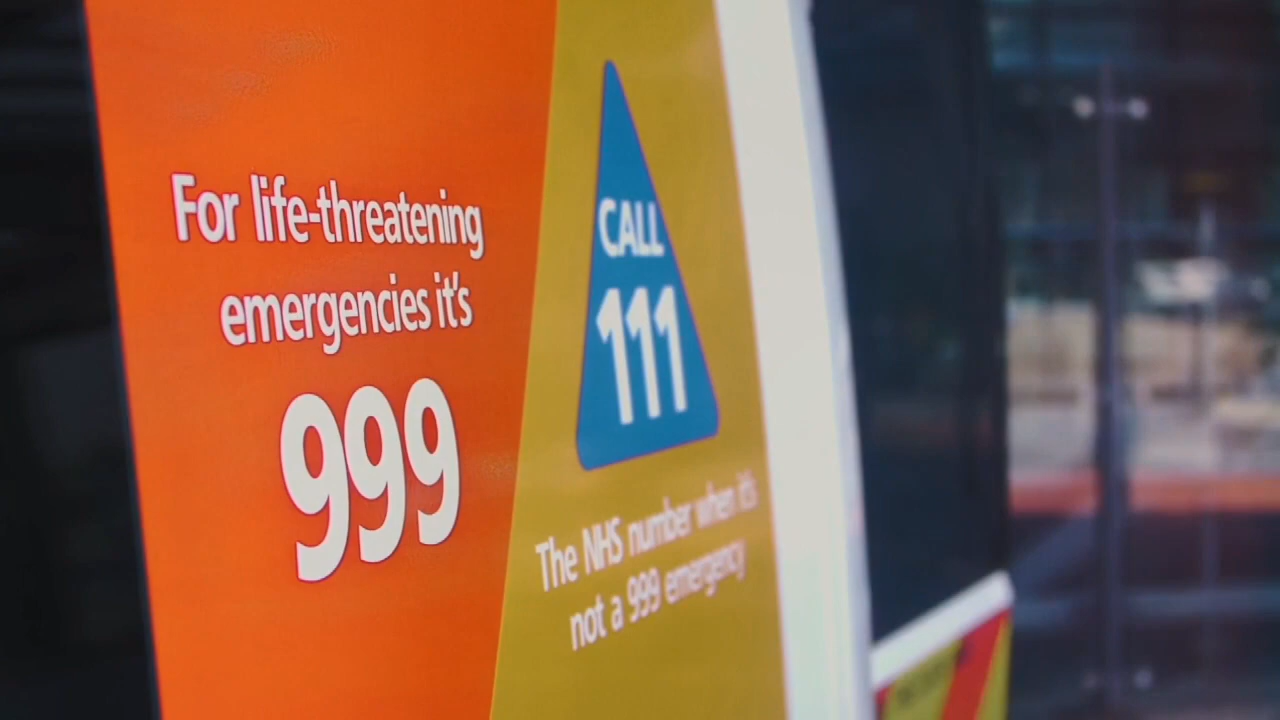 For life-threatening
emergencies it's
999
CALL
111
The NHS number when it's
not a 999 emergency